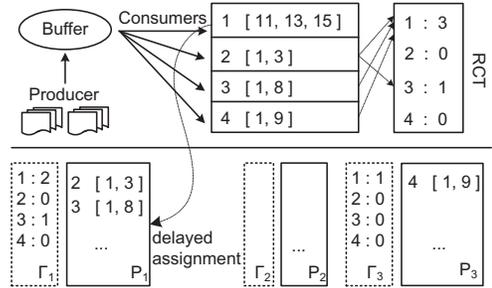 Buffer
Consumers
Producer
1 [ 11, 13, 15 ]
2 [ 1, 3 ]
3 [ 1, 8 ]
4 [ 1, 9 ]
1 : 3
2 : 0
3 : 1
4 : 0
RCT
1 : 2
2 : 0
3 : 1
4 : 0
Γ1
2 [ 1, 3 ]
3 [ 1, 8 ]
...
P1
delayed
assignment
Γ2
...
P2
1 : 1
2 : 0
3 : 0
4 : 0
Γ3
4 [ 1, 9 ]
...
P3